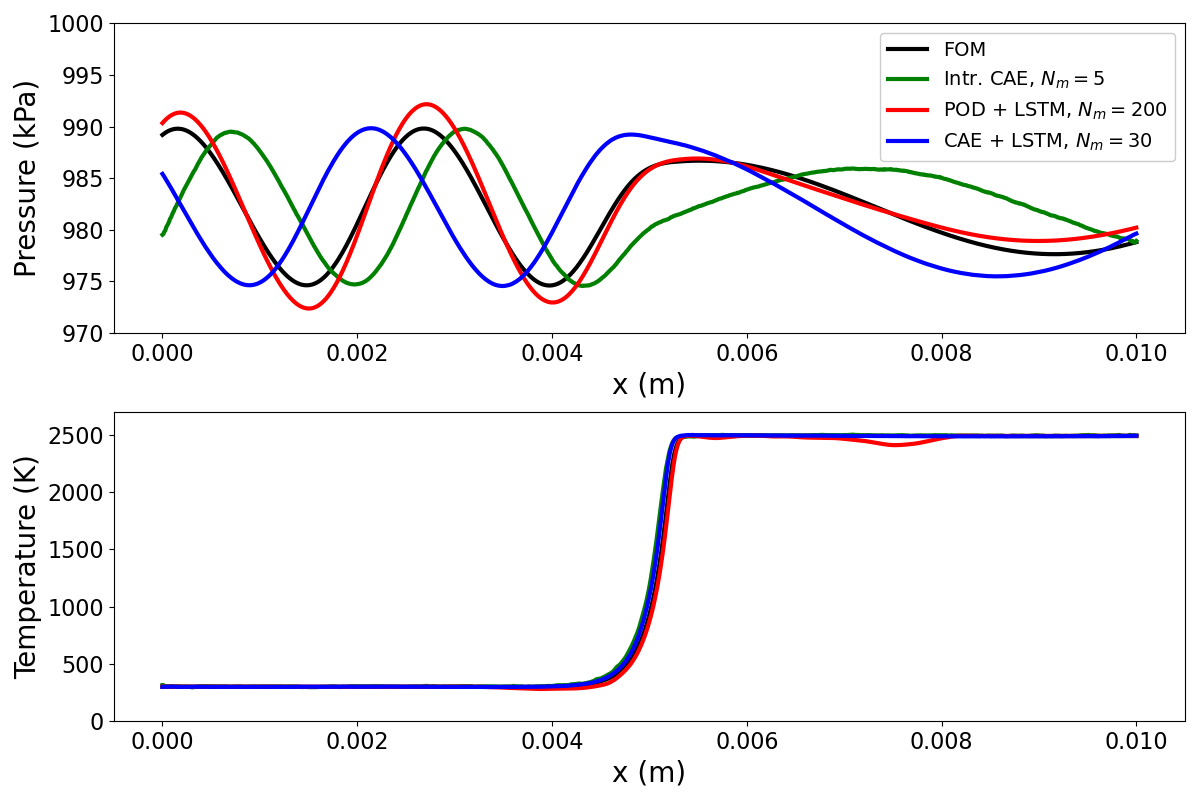 1000
995
990
985
980
975
970
Pressure (kPa)
FOM
Intr. CAE, $N_m = 5$
POD + LSTM, $N_m = 200$
CAE + LSTM, $N_m = 30$
0.000 0.002 0.004 0.006 0.008 0.010
x (m)
2500
2000
1500
1000
500
0
Temperature (K)
0.000 0.002 0.004 0.006 0.008 0.010
x (m)